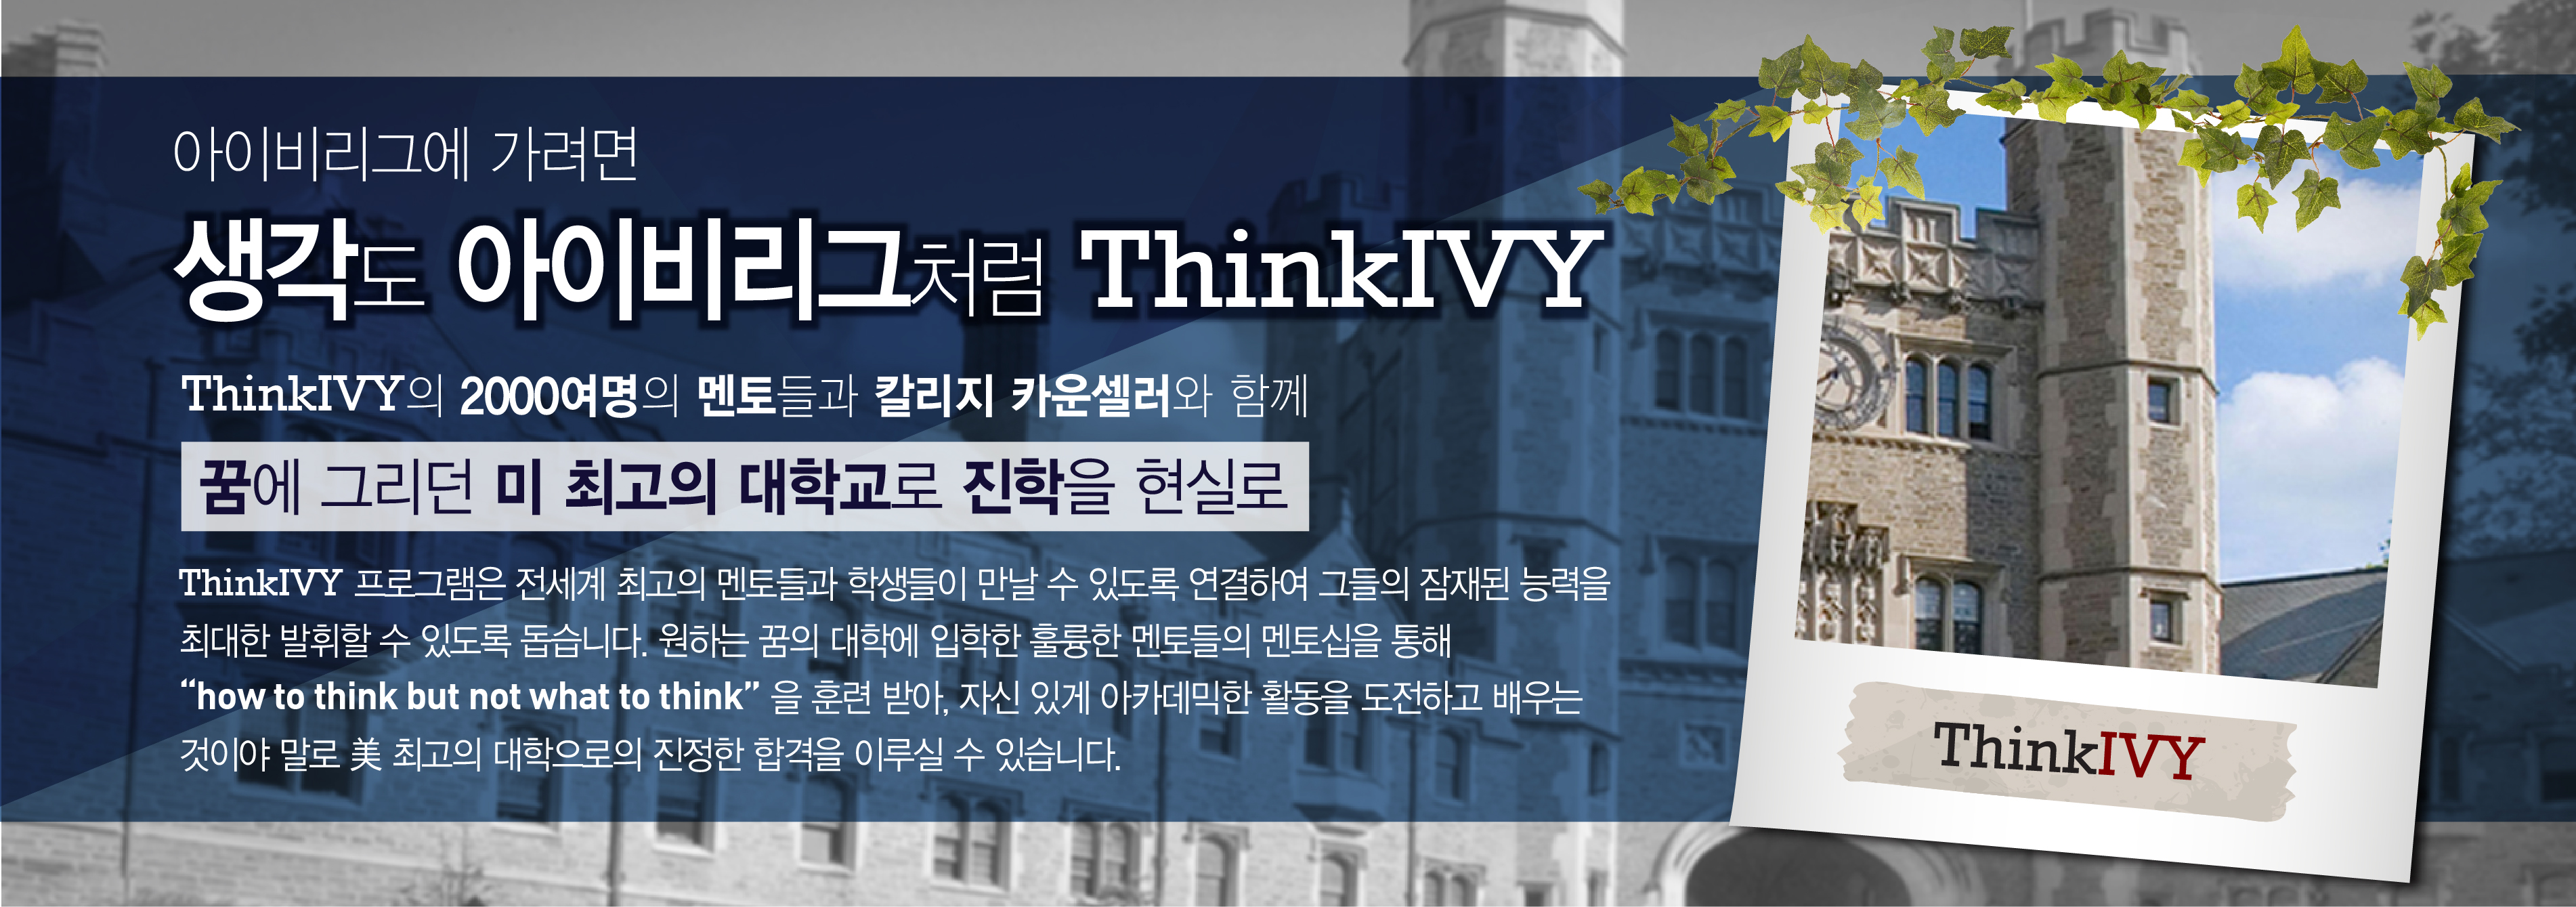 아이비리그에 가려면
생각도 아이비리그처럼 ThinkIVY
ThinkIVY의 2000여명의 멘토들과 칼리지 카운셀러와 함께
꿈에 그리던 미 최고의 대학교로 진학을 현실로
ThinkIVY 프로그램은 전세계 최고의 멘토들과 학생들이 만날 수 있도록 연결하여 그들의 잠재된 능력을
최대한 발휘할 수 있도록 돕습니다. 원하는 꿈의 대학에 입학한 훌륭한 멘토들의 멘토십을 통해
“how to think but not what to think” 을 훈련 받아, 자신 있게 아카데믹한 활동을 도전하고 배우는
것이야 말로 美 최고의 대학으로의 진정한 합격을 이루실 수 있습니다.
ThinkIVY